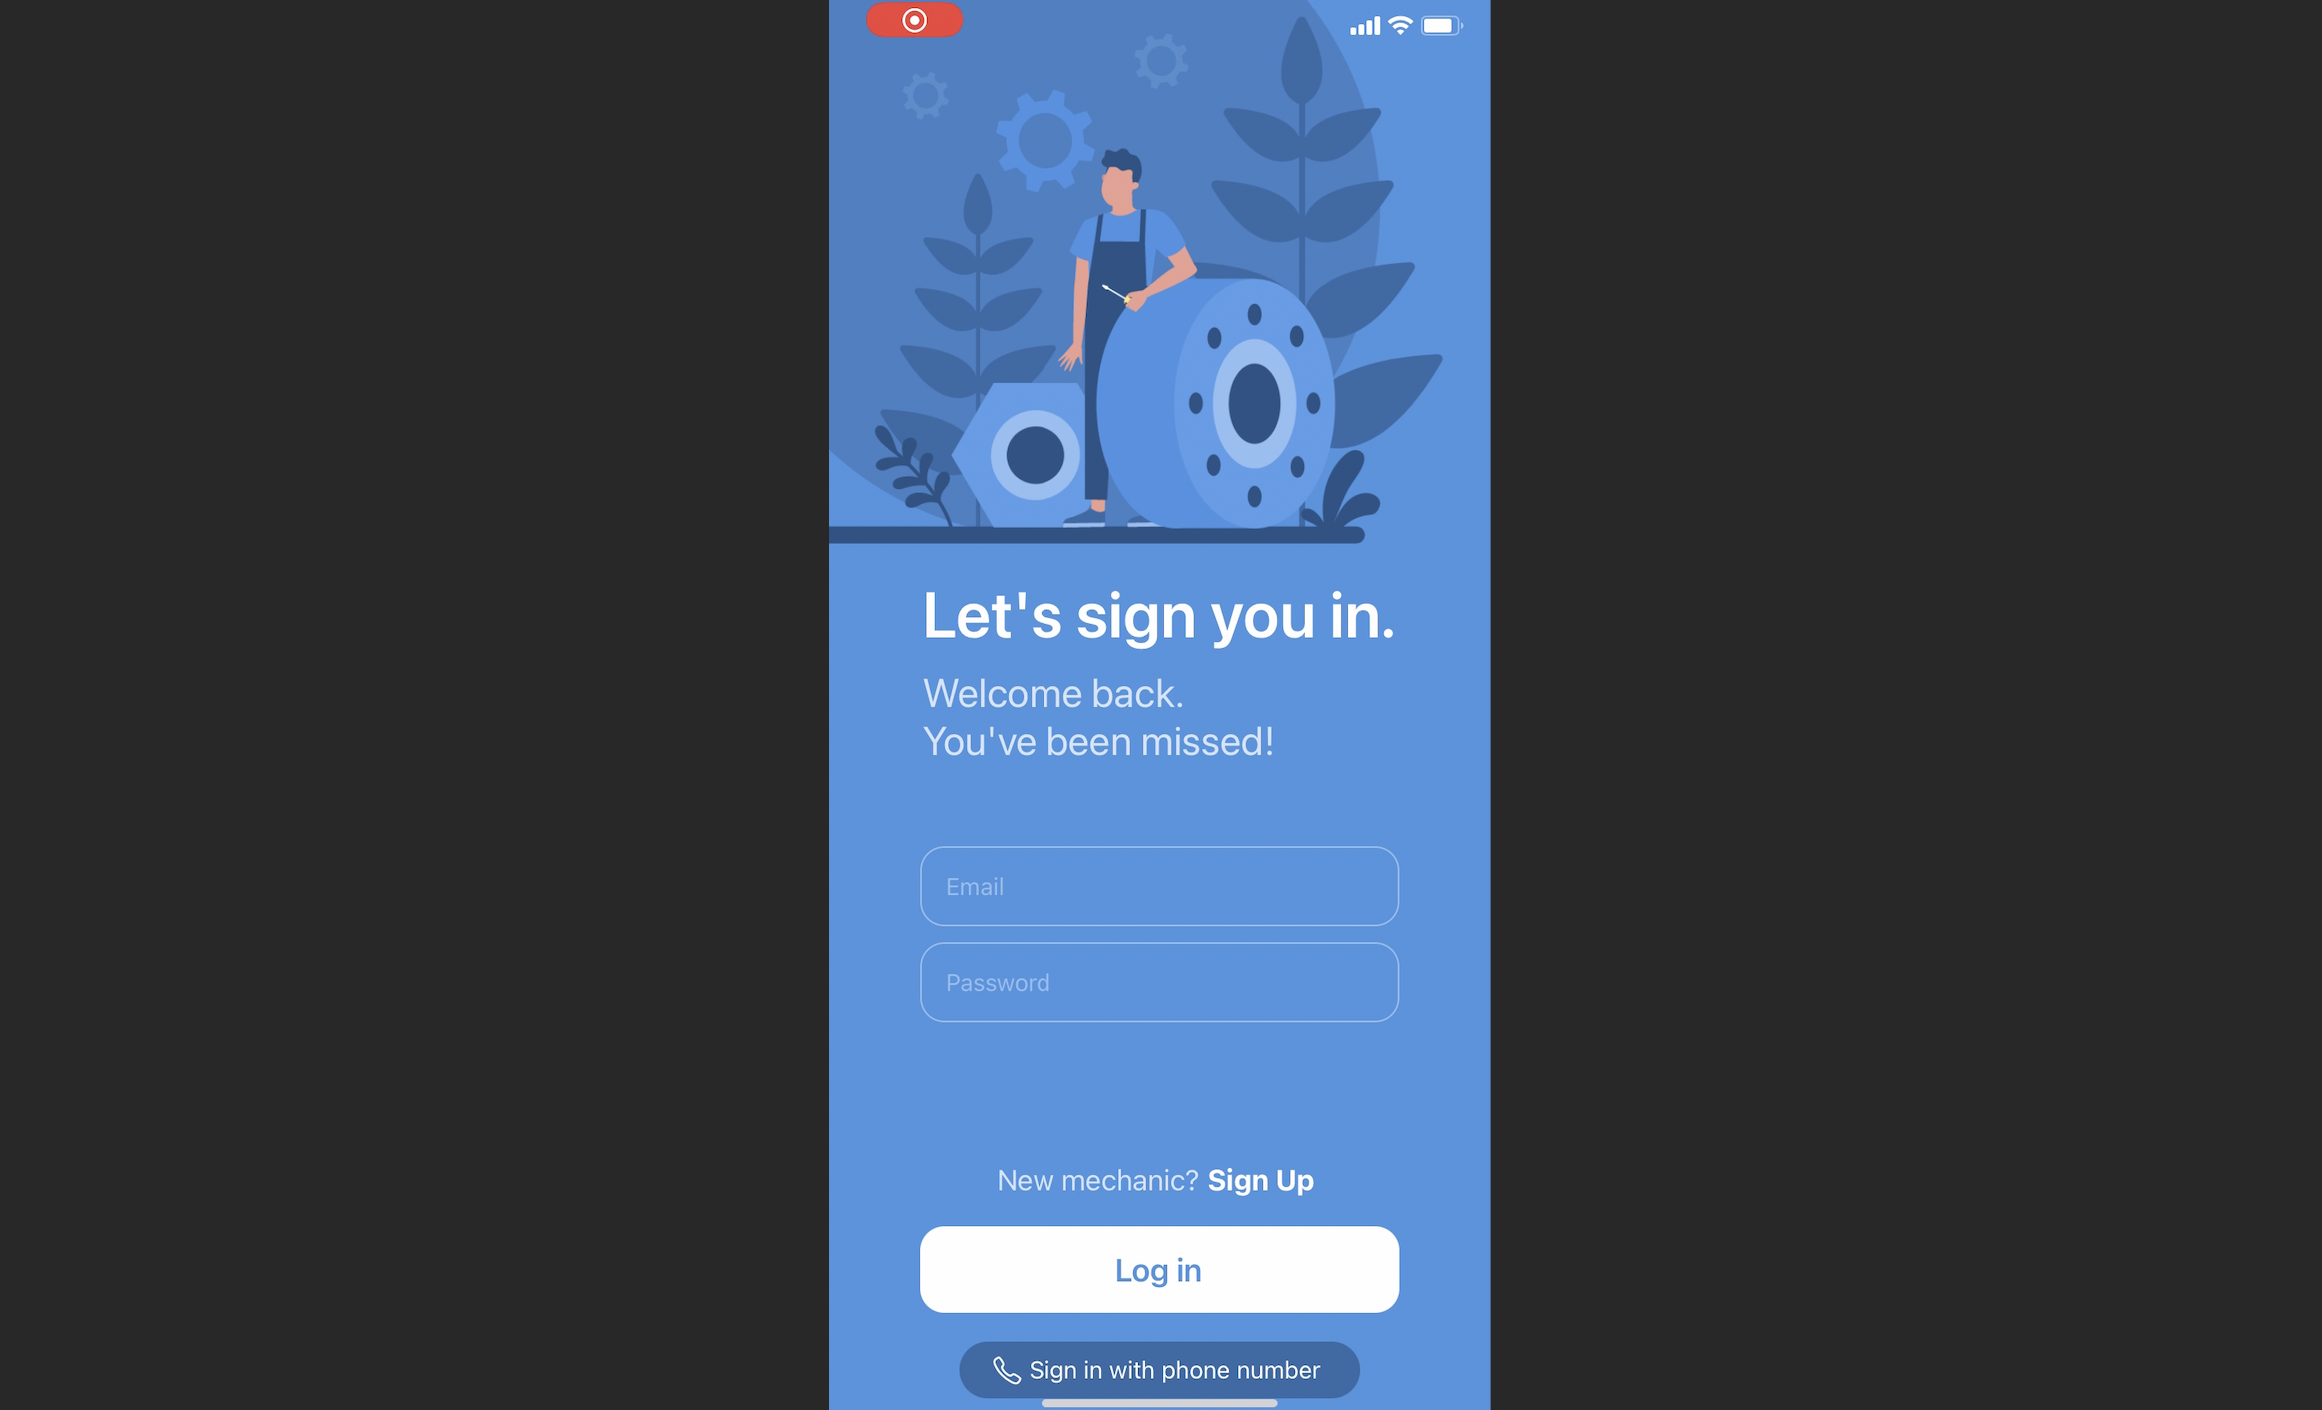 Let's sign you in.
Welcome back.
You've been missed!
Email
Password
New mechanic? Sign Up
Log in
Sign in with phone number